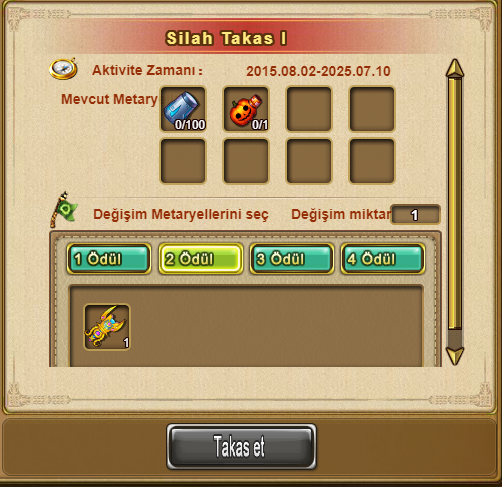 Silah Takas I
Aktivite Zamanı : 2015.08.02-2025.07.10
Mevcut Metary
0/100 0/1
Değişim Metaryellerini seç Değişim miktar 1
1 Ödül 2 Ödül 3 Ödül 4 Ödül
1
Takas et